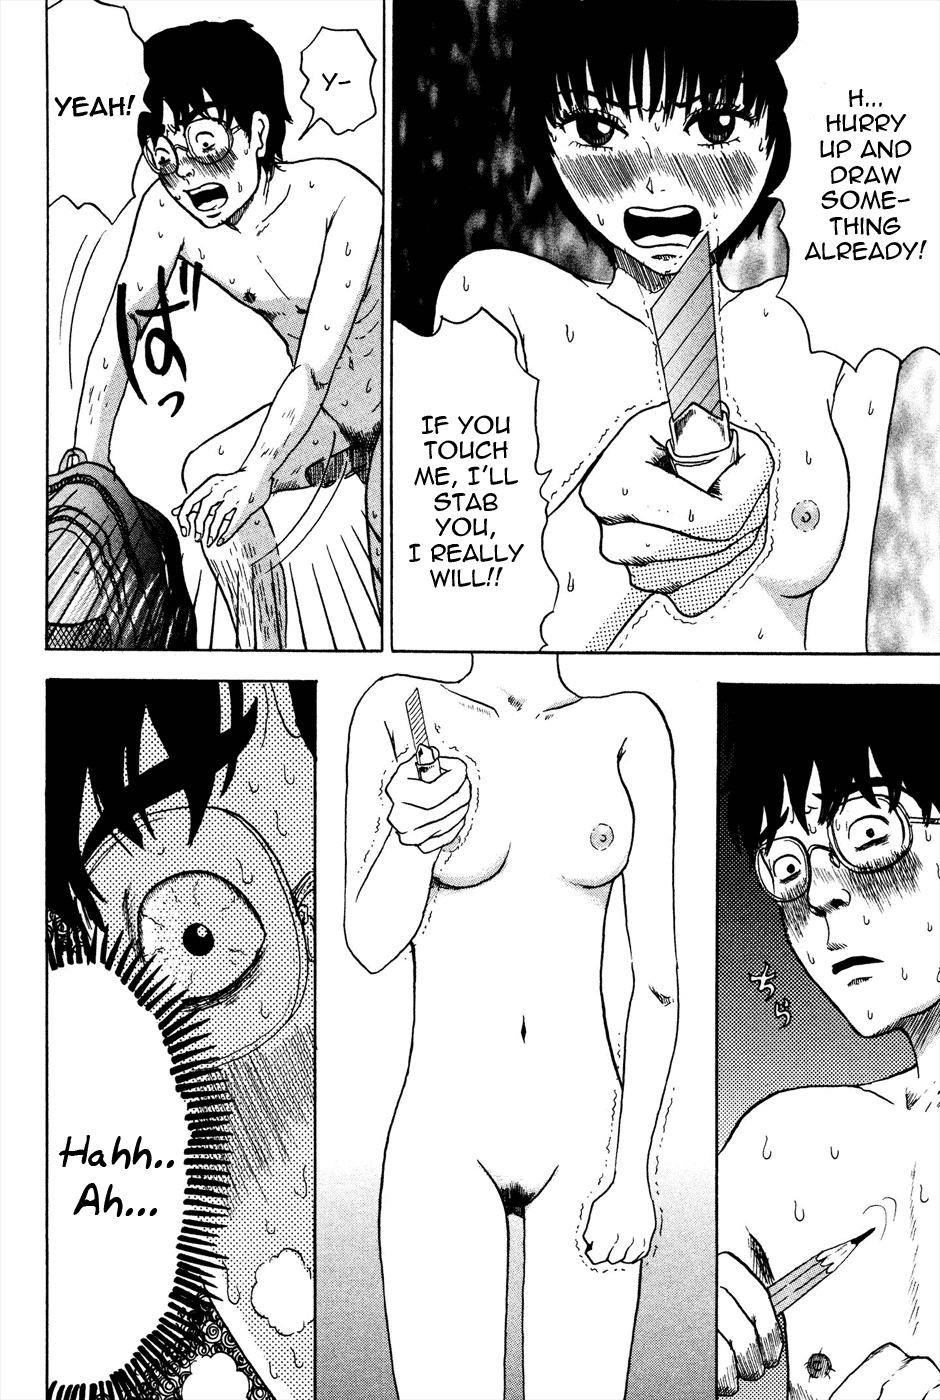 H...
HURRY
UP AND
DRAW
SOME-
THING
ALREADY!
IF YOU
TOUCH
ME, I'LL
STAB
YOU,
I REALLY
WILL!!
Y-
YEAH!
ばっ
ちら
Hahh..
Ah...